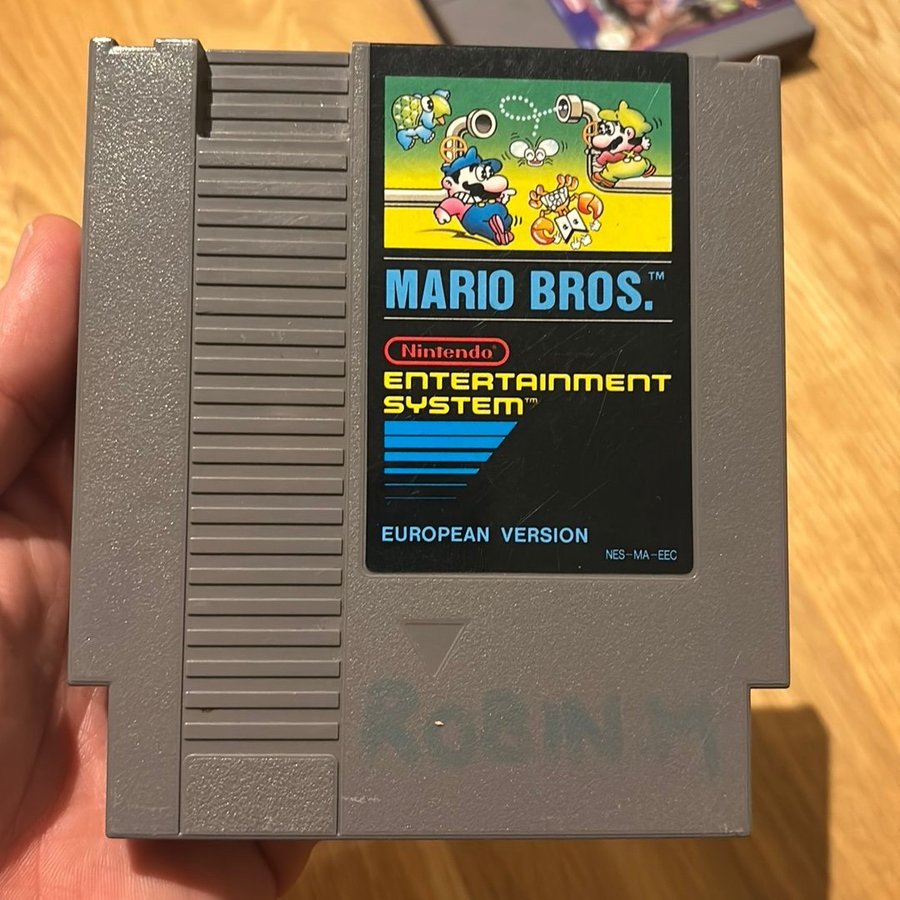 MARIO BROS.™
Nintendo®
ENTERTAINMENT
SYSTEM™
EUROPEAN VERSION
NES-MA-EEC
ROBIN.M